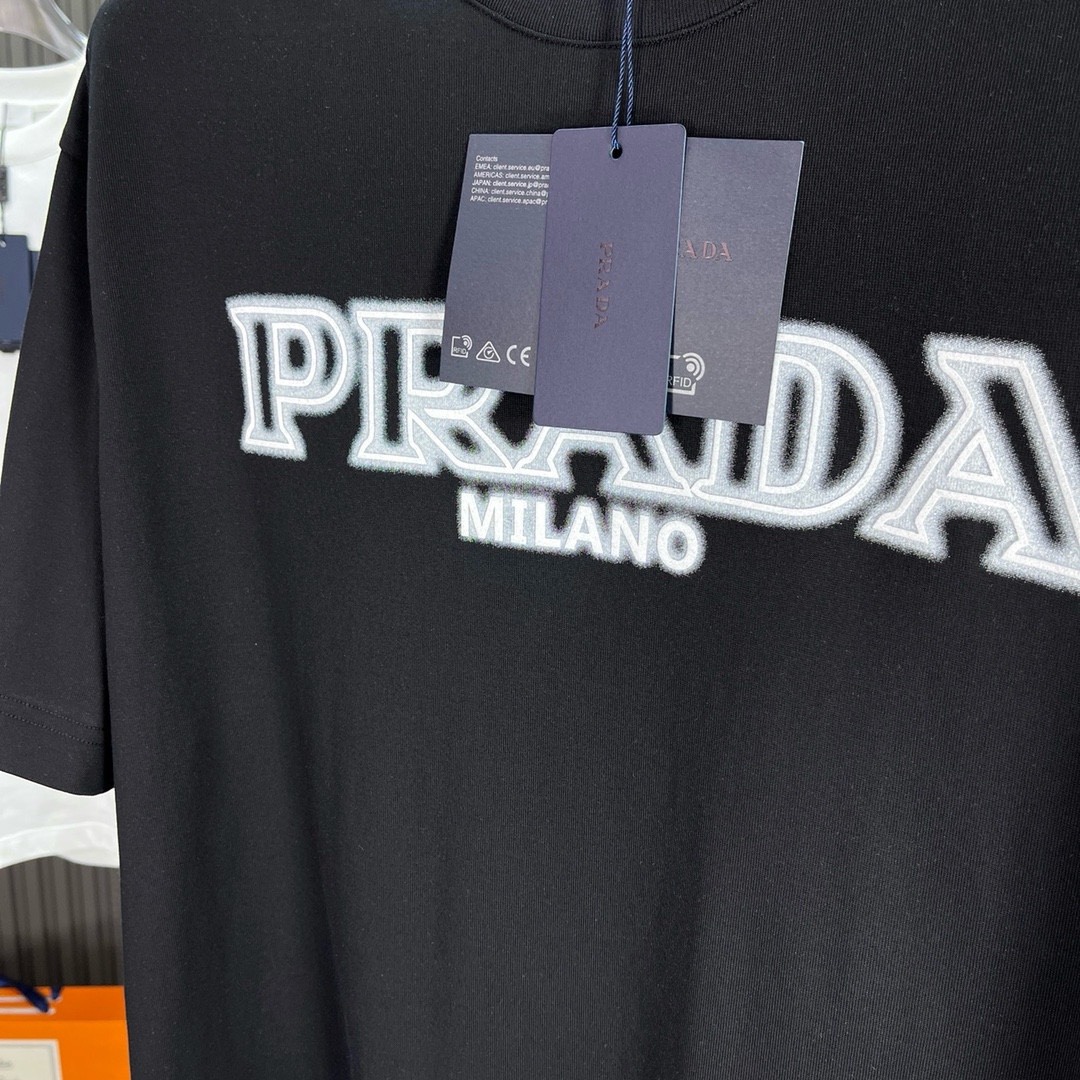 Contacts
EMEA: client.service.eu@pra
AMERICAS: client.service.am
JAPAN: client.service.jp@prad
CHINA: client.service.china@p
APAC: client.service.apac@pr
PRADA
ADA
RFID
CE
RFID
PRADA
MILANO